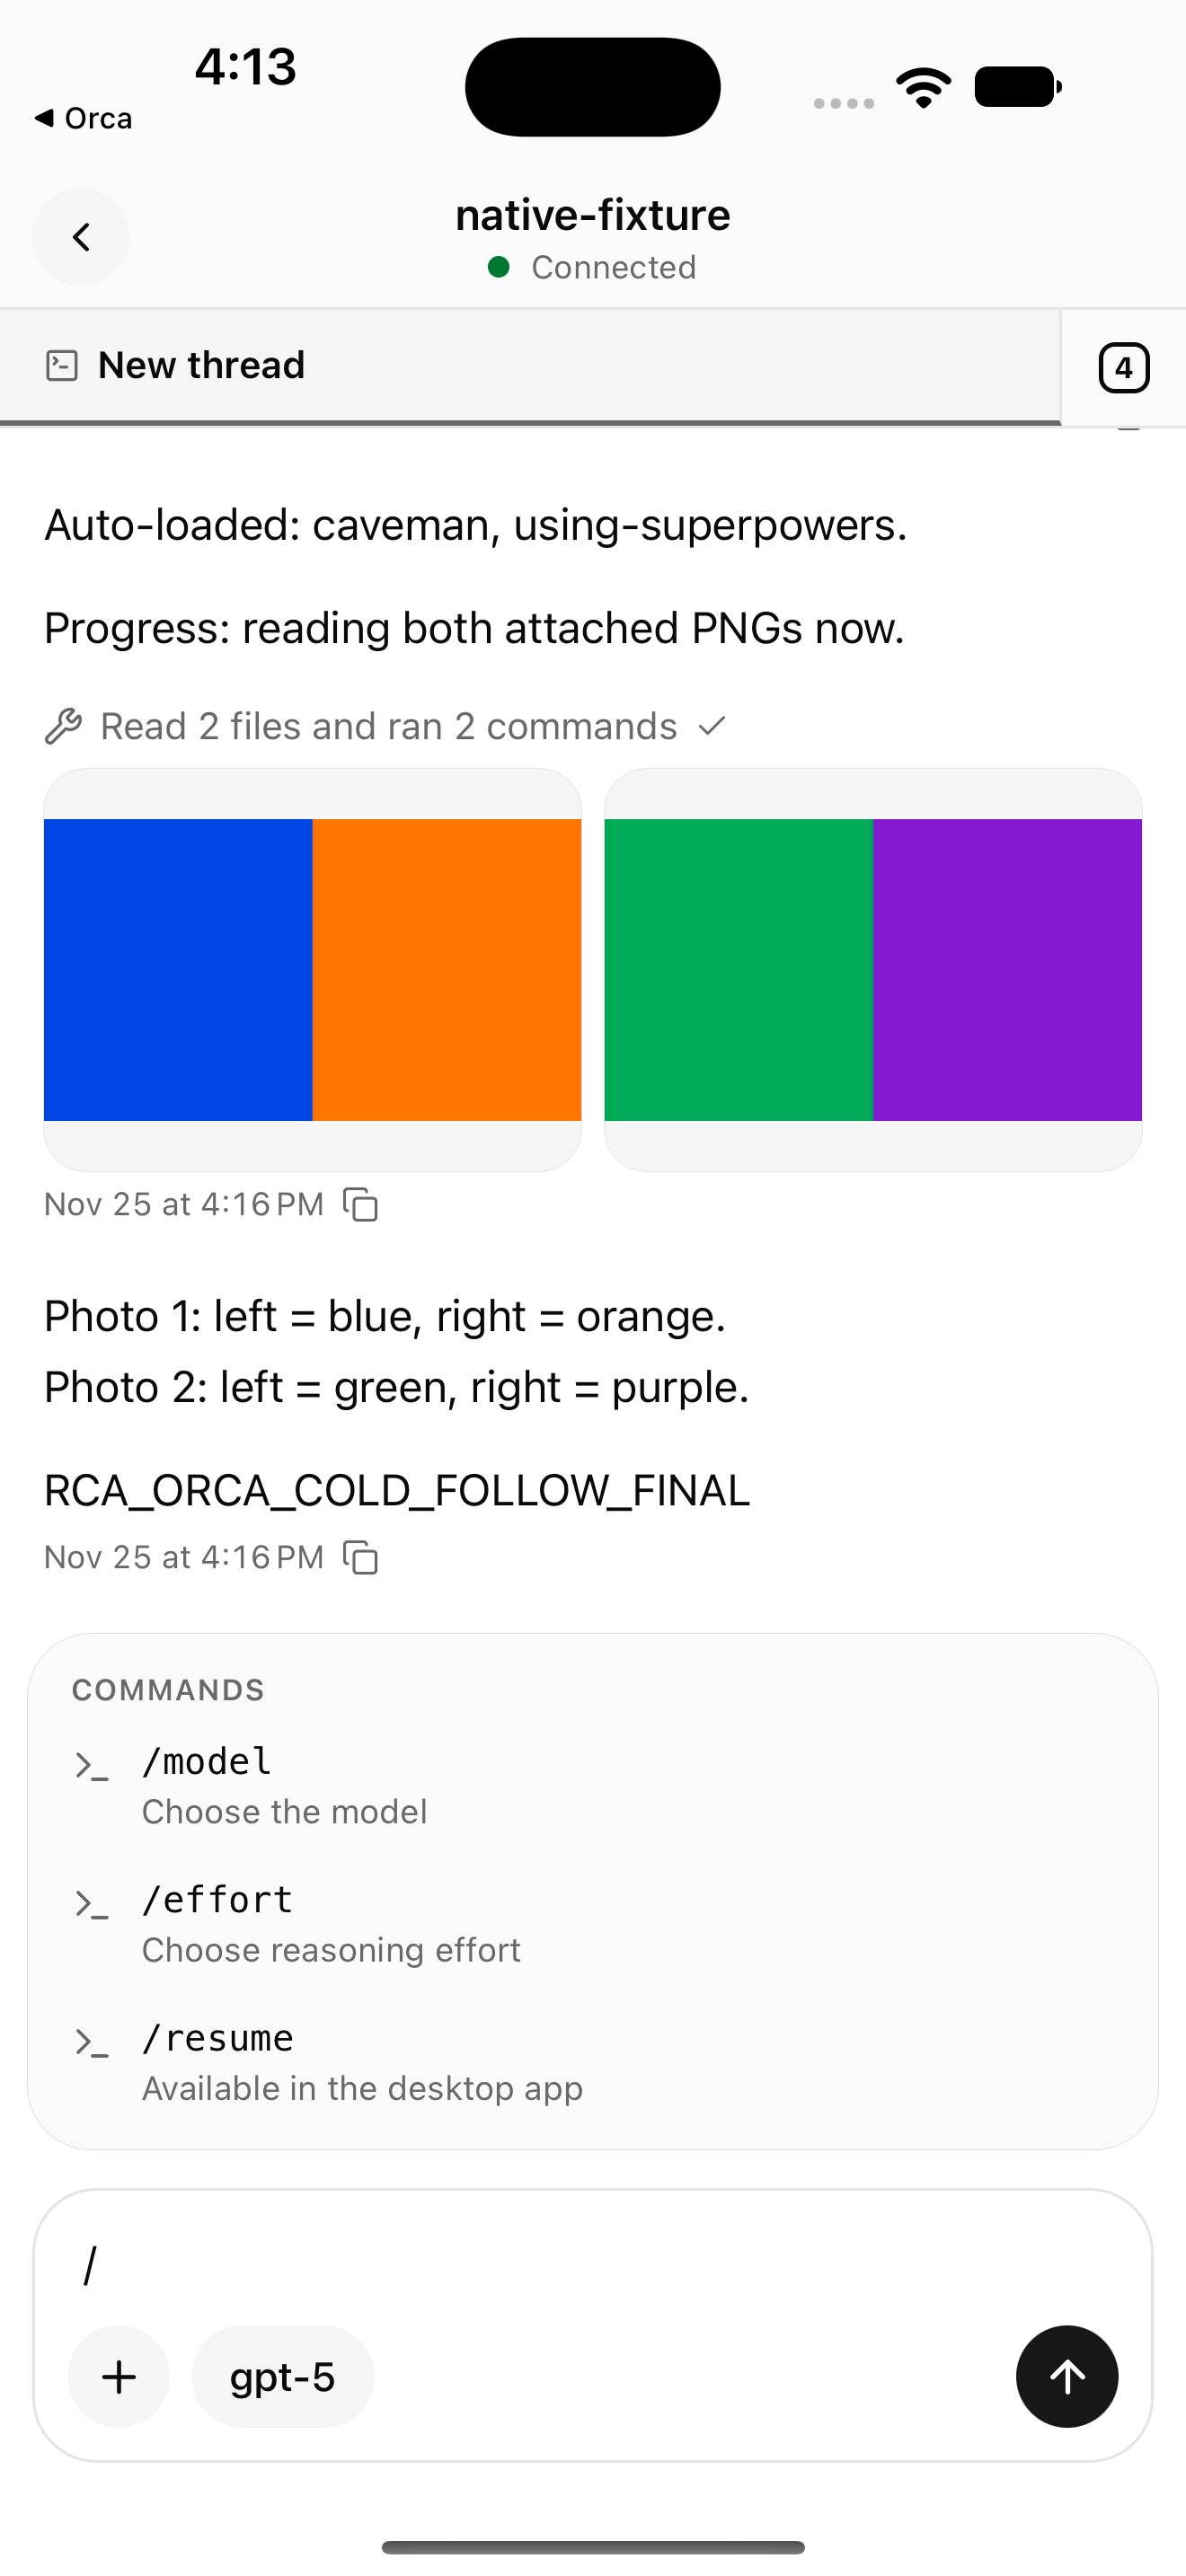 4:13
Orca
native-fixture
Connected
New thread
4
Auto-loaded: caveman, using-superpowers.
Progress: reading both attached PNGs now.
Read 2 files and ran 2 commands
Nov 25 at 4:16 PM
Photo 1: left = blue, right = orange.
Photo 2: left = green, right = purple.
RCA_ORCA_COLD_FOLLOW_FINAL
Nov 25 at 4:16 PM
COMMANDS
/model
Choose the model
/effort
Choose reasoning effort
/resume
Available in the desktop app
/
gpt-5